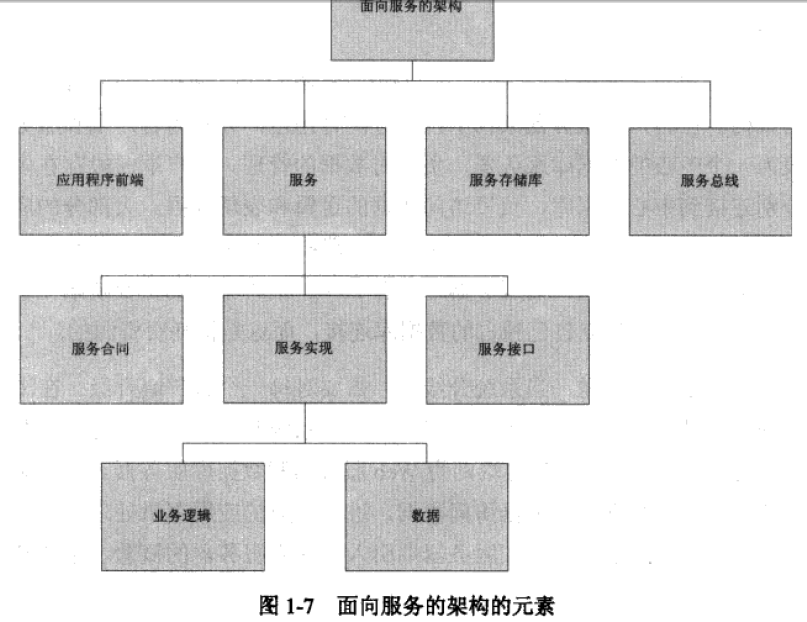 面向服务的架构
应用程序前端
服务
服务存储库
服务总线
服务合同
服务实现
服务接口
业务逻辑
数据
图 1-7 面向服务的架构的元素